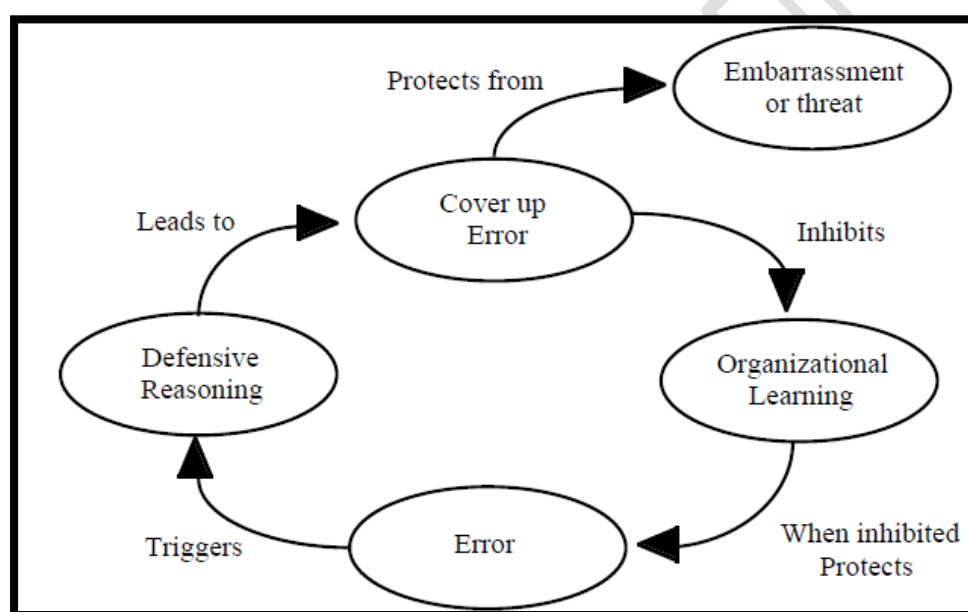 Protects from
Embarrassment
or threat
Leads to
Cover up
Error
Inhibits
Defensive
Reasoning
Organizational
Learning
Triggers
Error
When inhibited
Protects